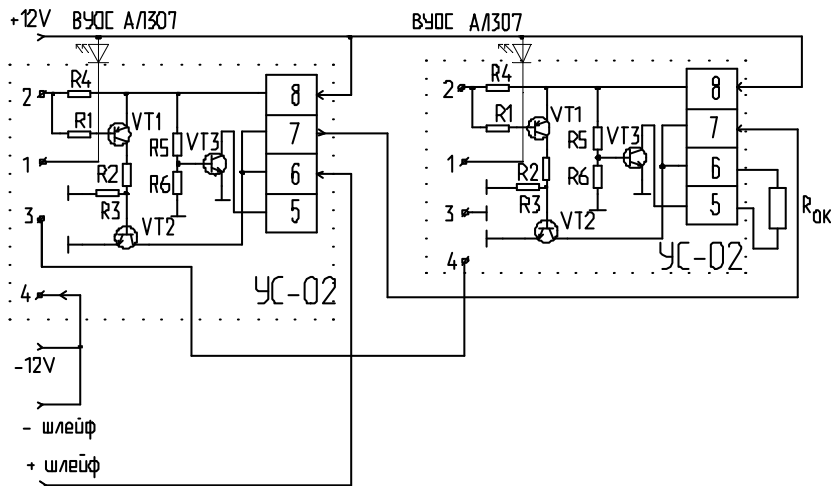 +12V ВУОС АЛ307
ВУОС АЛ307
2
R4
R1
VT1
R5
VT3
1
R2
R6
3
R3
VT2
4
8
7
6
5
УС-02
2
R4
R1
VT1
R5
VT3
1
R2
R6
3
R3
VT2
4
8
7
6
5
Rок
УС-02
-12V
- шлейф
+ шлейф